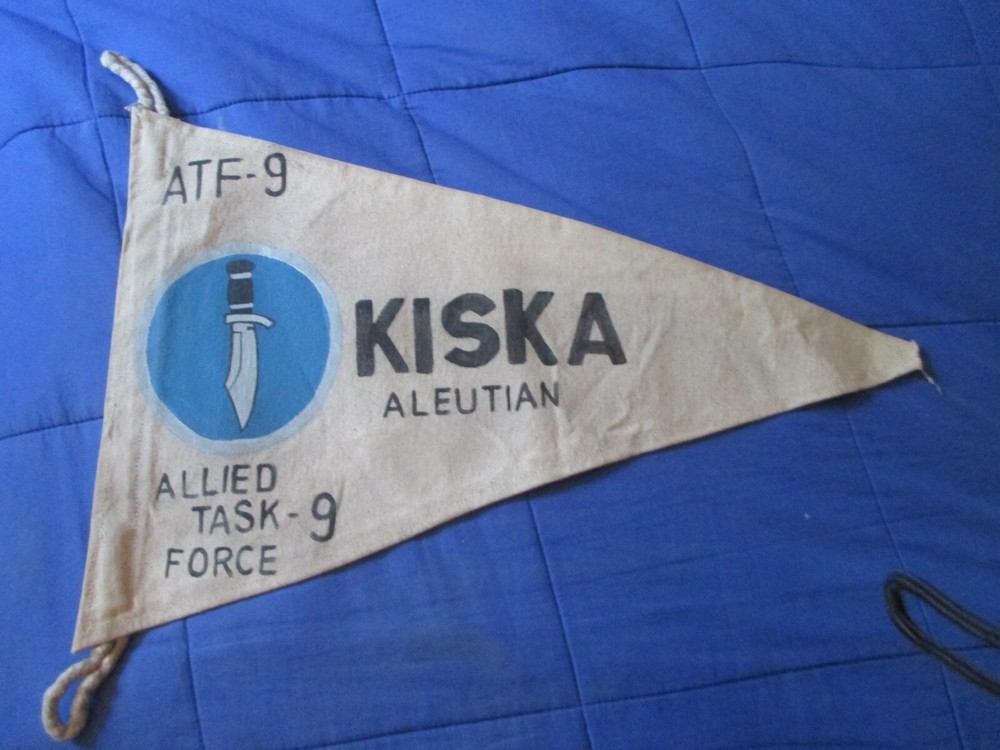 ATF-9
KISKA
ALEUTIAN
ALLIED
TASK-9
FORCE